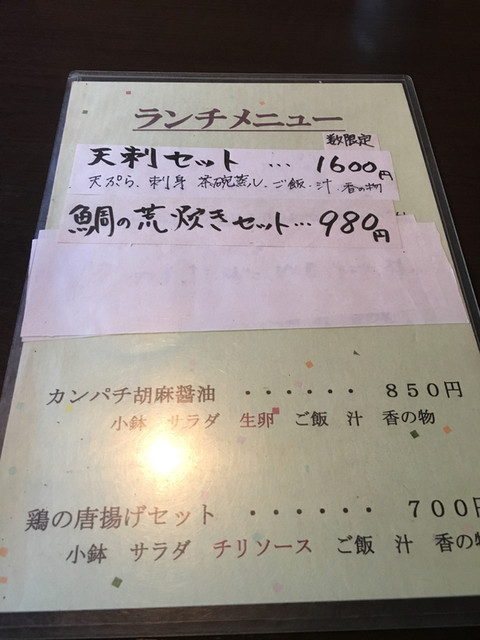 ランチメニュー
数限定
天刺セット … 1600円
天ぷら、刺身 茶碗蒸し、ご飯、汁、香の物
鯛の荒炊きセット… 980円
カンパチ胡麻醤油 ・・・・・・ 850円
小鉢 サラダ 生卵 ご飯 汁 香の物
鶏の唐揚げセット ・・・・・・ 700円
小鉢 サラダ チリソース ご飯 汁 香の物